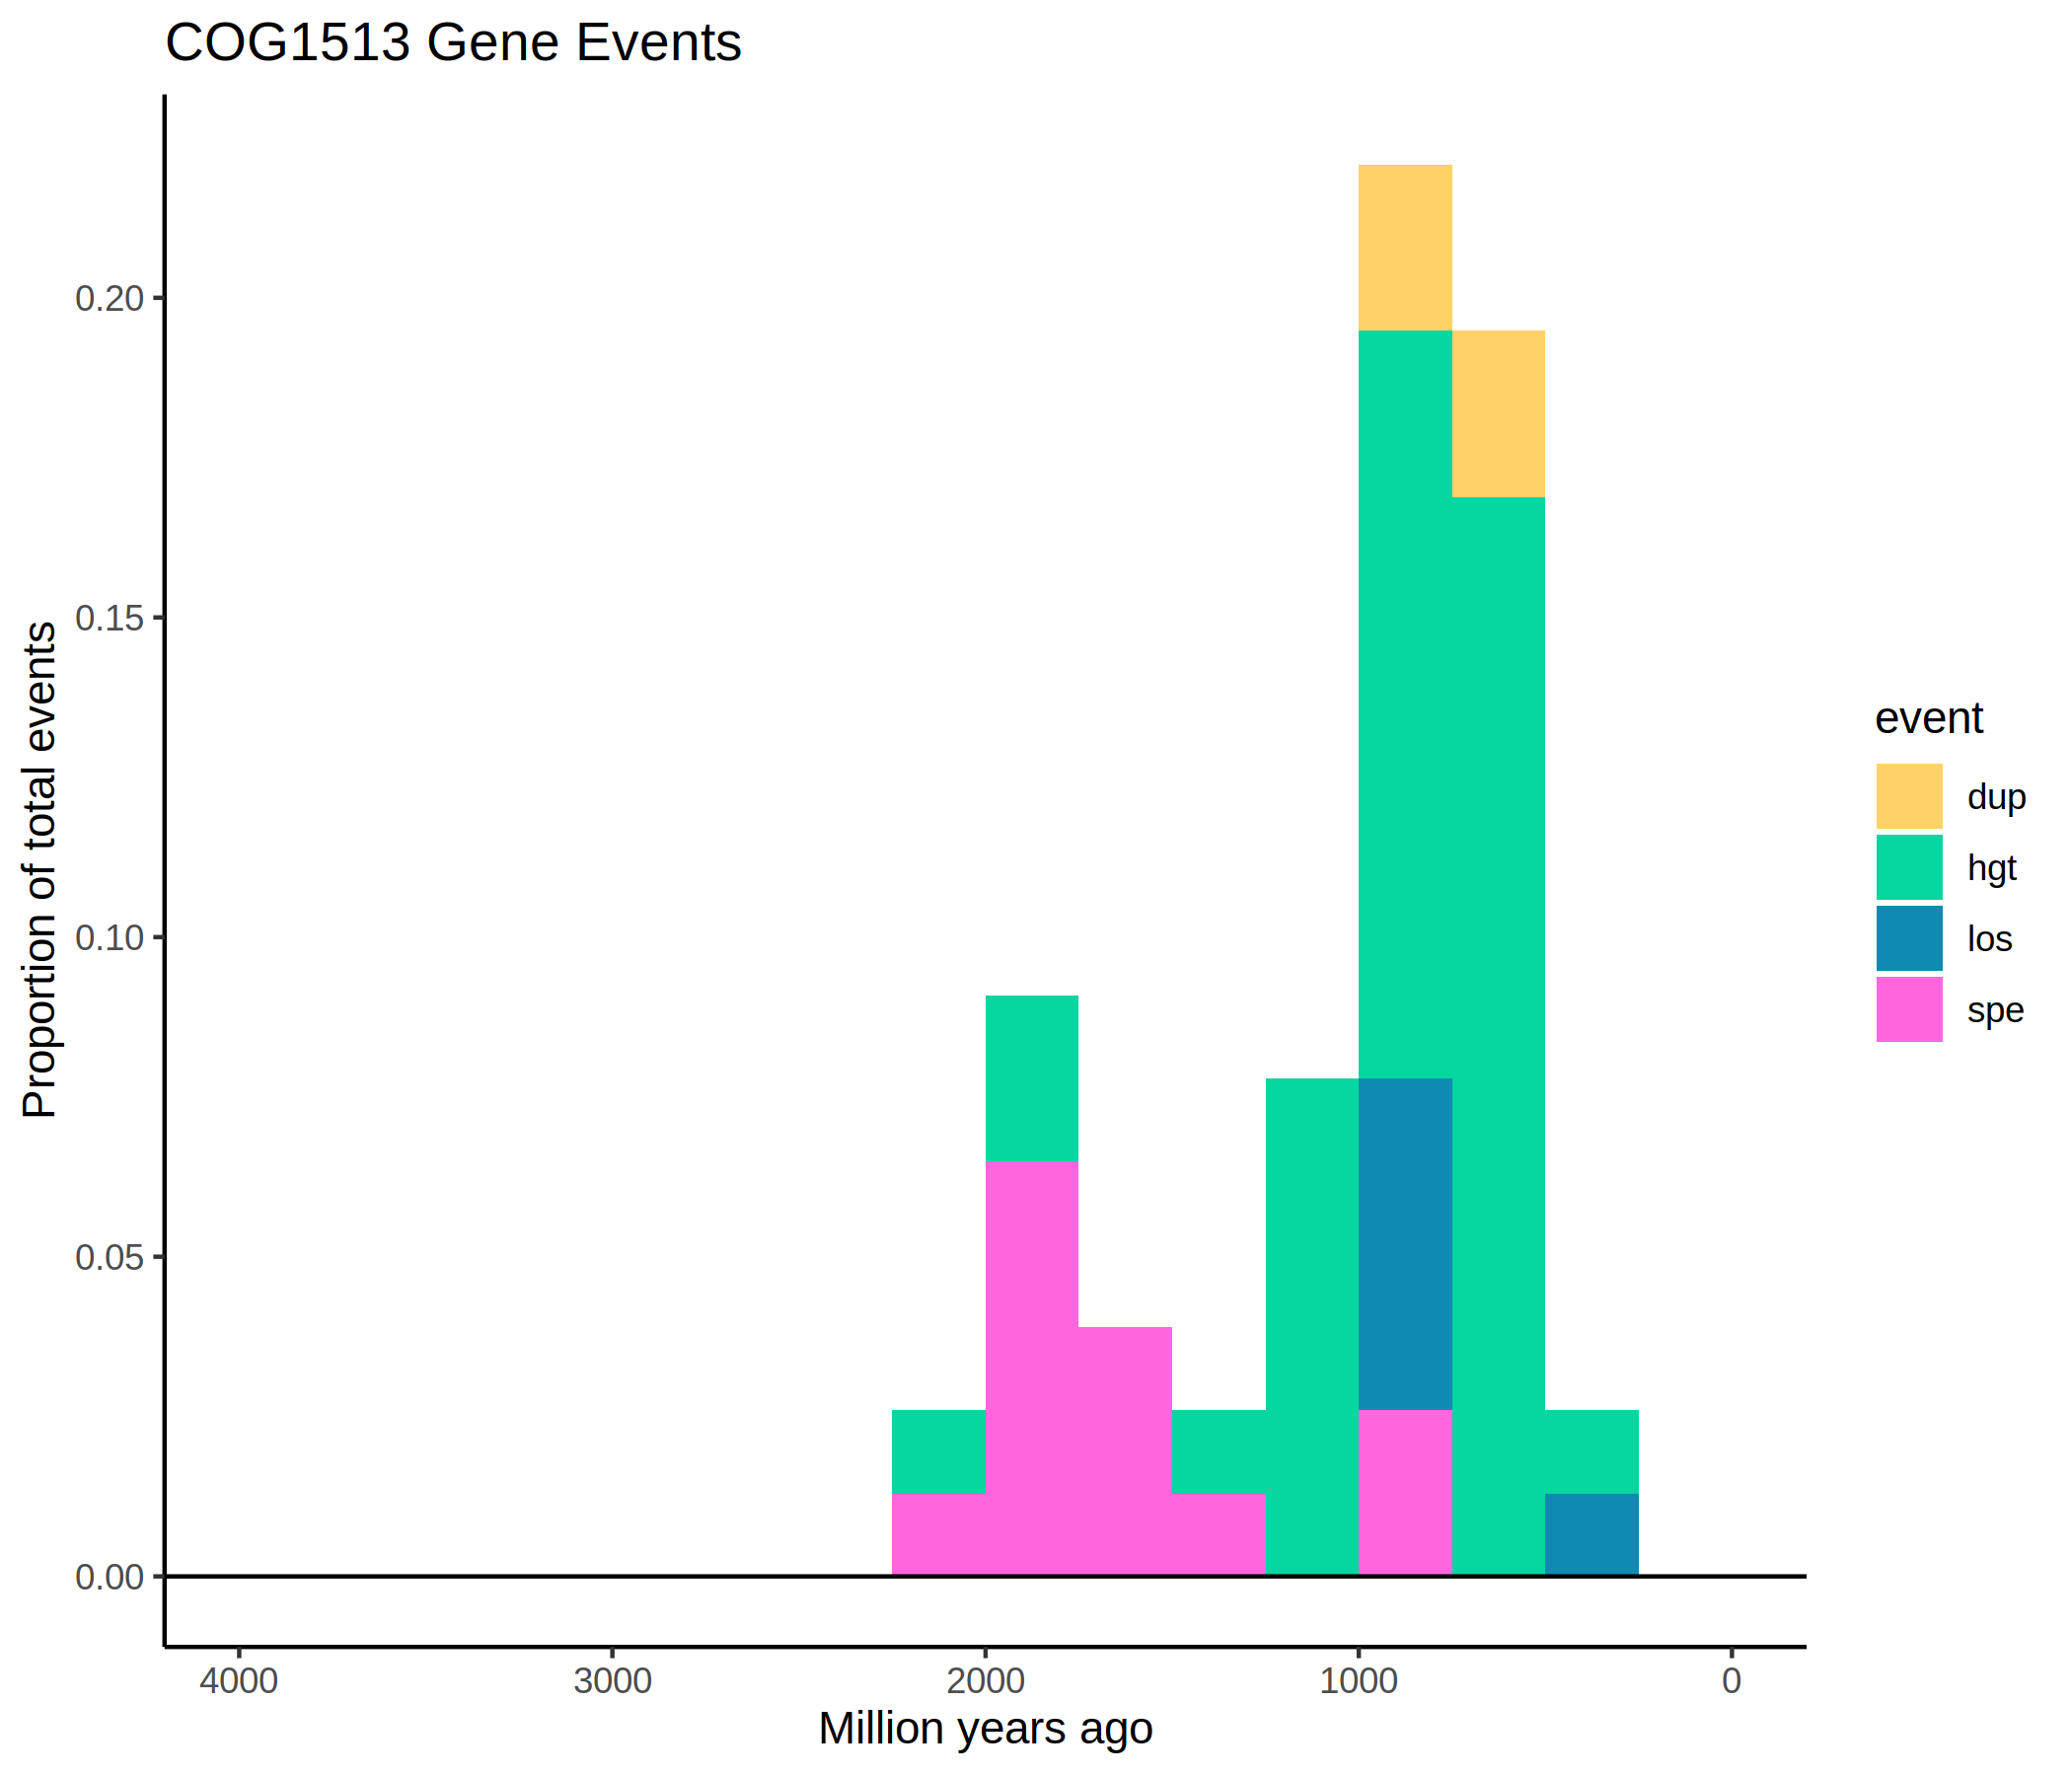 COG1513 Gene Events
Proportion of total events
0.20
0.15
0.10
0.05
0.00
4000 3000 2000 1000 0
Million years ago
event
dup
hgt
los
spe